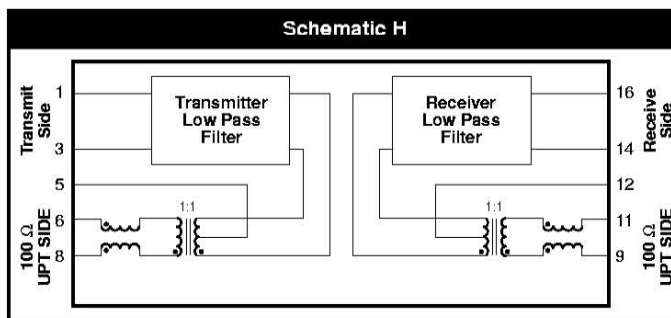 Schematic H
Transmit
Side
1
3
5
100 Ω
UPT SIDE
6
8
Transmitter
Low Pass
Filter
1:1
Receiver
Low Pass
Filter
1:1
16
14
12
11
9
Receive
Side
100 Ω
UPT SIDE